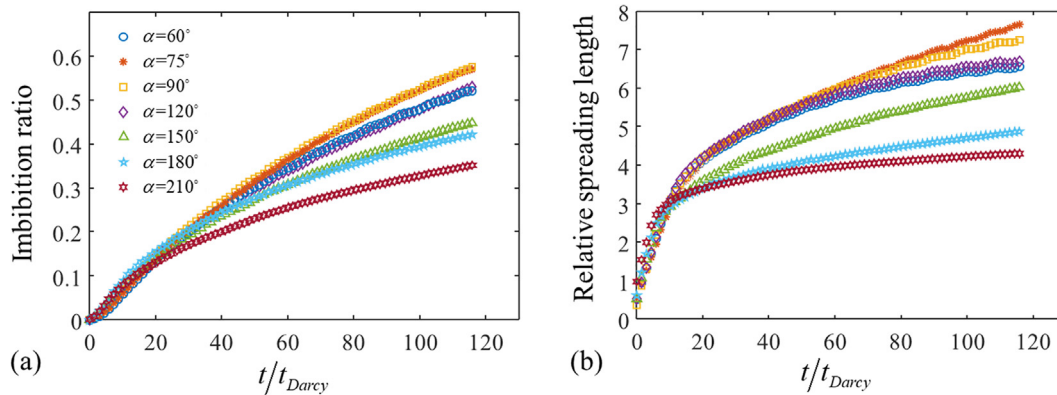 Imbibition ratio
0.6
0.5
0.4
0.3
0.2
0.1
0
α=60°
α=75°
α=90°
α=120°
α=150°
α=180°
α=210°
0 20 40 60 80 100 120
t/t_Darcy
(a)
Relative spreading length
8
7
6
5
4
3
2
1
0
0 20 40 60 80 100 120
t/t_Darcy
(b)